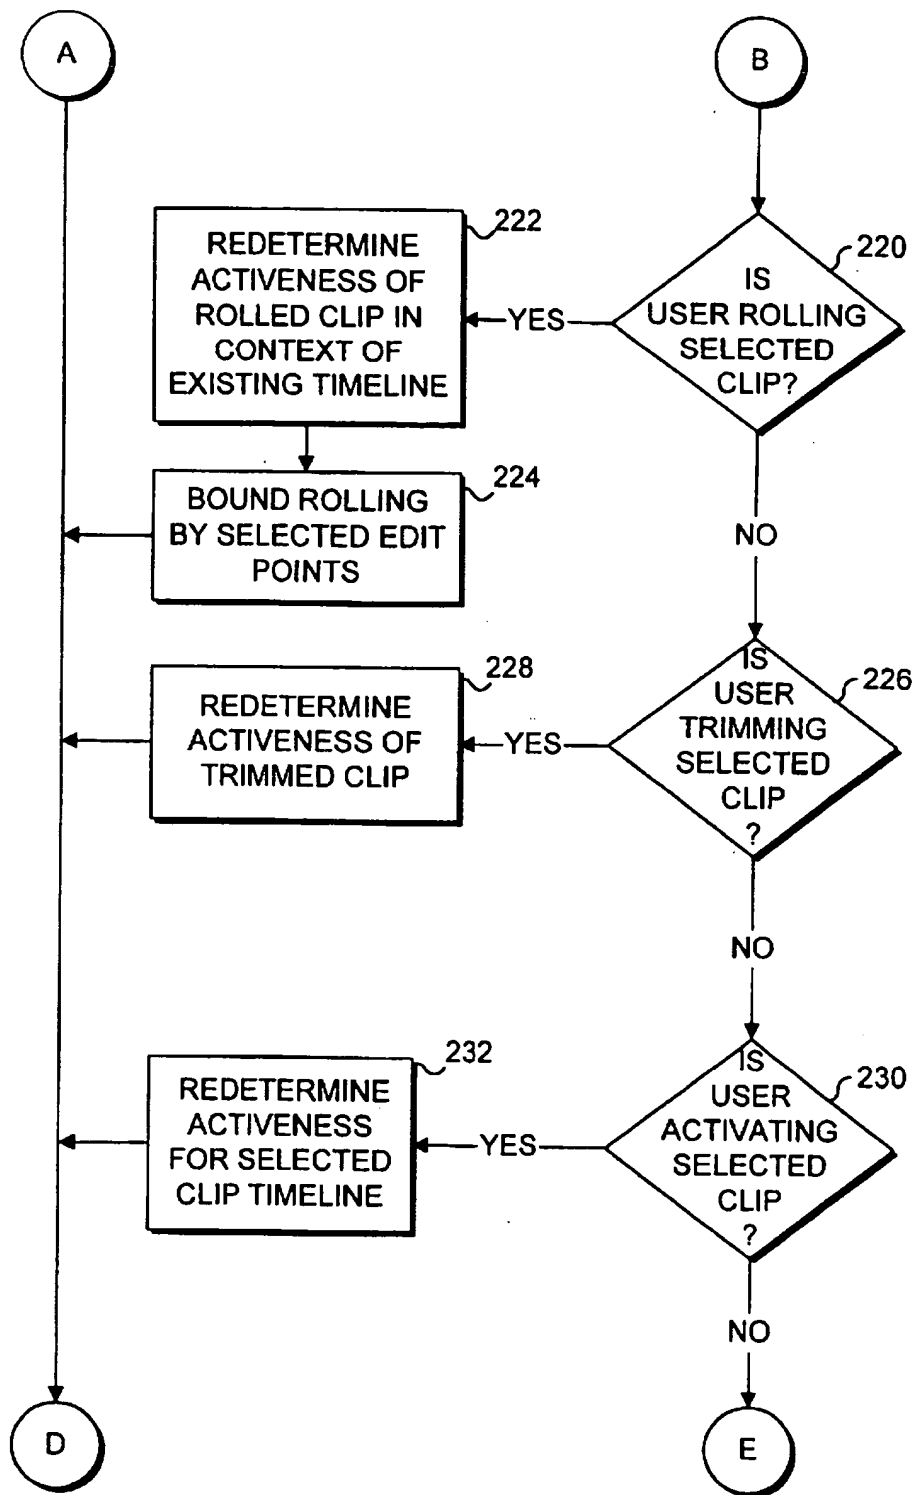 A
B
222
REDETERMINE
ACTIVENESS OF
ROLLED CLIP IN
CONTEXT OF
EXISTING TIMELINE
YES
220
IS
USER ROLLING
SELECTED
CLIP?
224
BOUND ROLLING
BY SELECTED EDIT
POINTS
NO
228
REDETERMINE
ACTIVENESS OF
TRIMMED CLIP
YES
226
IS
USER
TRIMMING
SELECTED
CLIP
?
NO
232
REDETERMINE
ACTIVENESS
FOR SELECTED
CLIP TIMELINE
YES
230
IS
USER
ACTIVATING
SELECTED
CLIP
?
NO
D
E